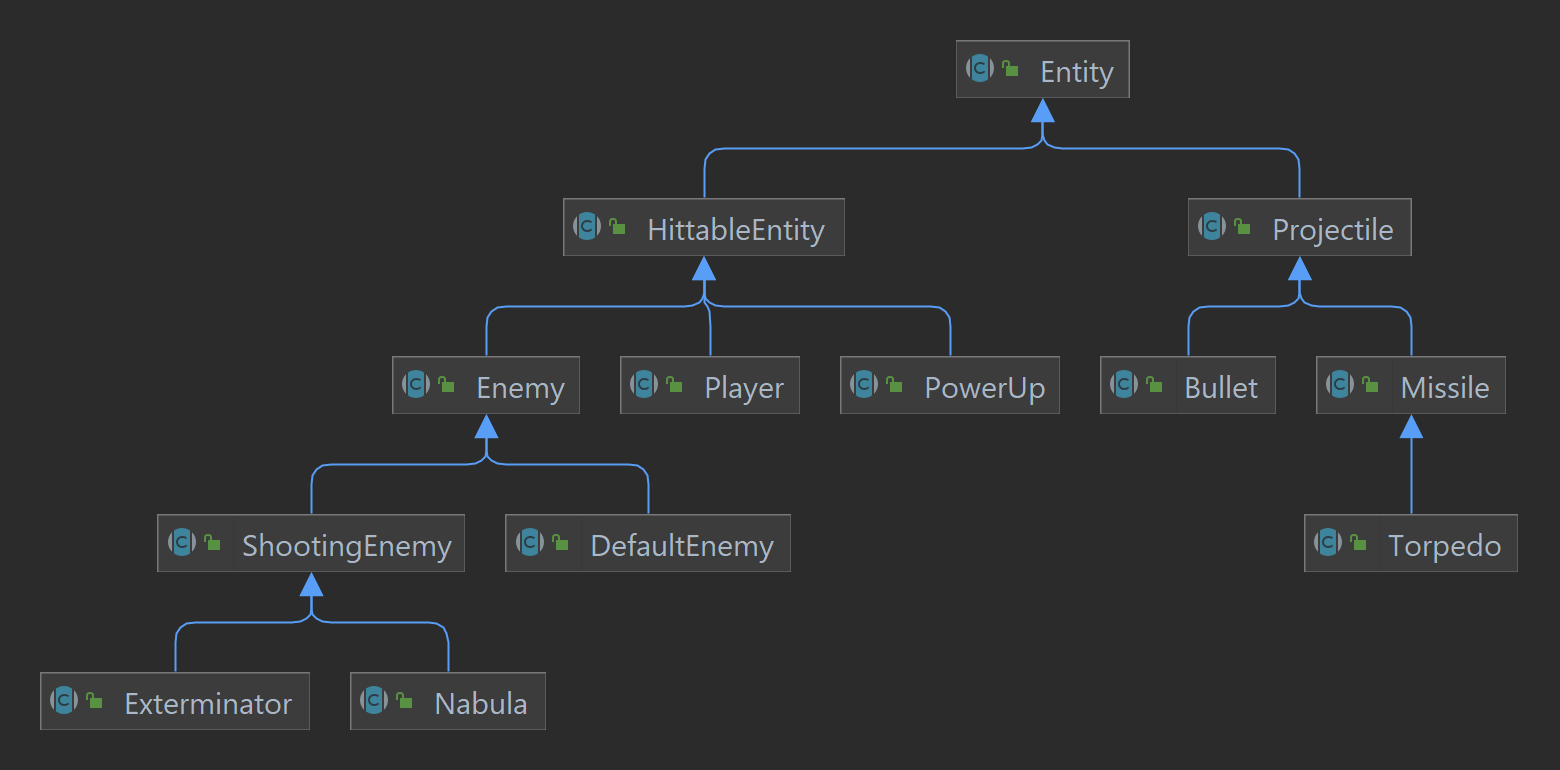 Entity
HittableEntity
Projectile
Enemy
Player
PowerUp
Bullet
Missile
ShootingEnemy
DefaultEnemy
Torpedo
Exterminator
Nabula